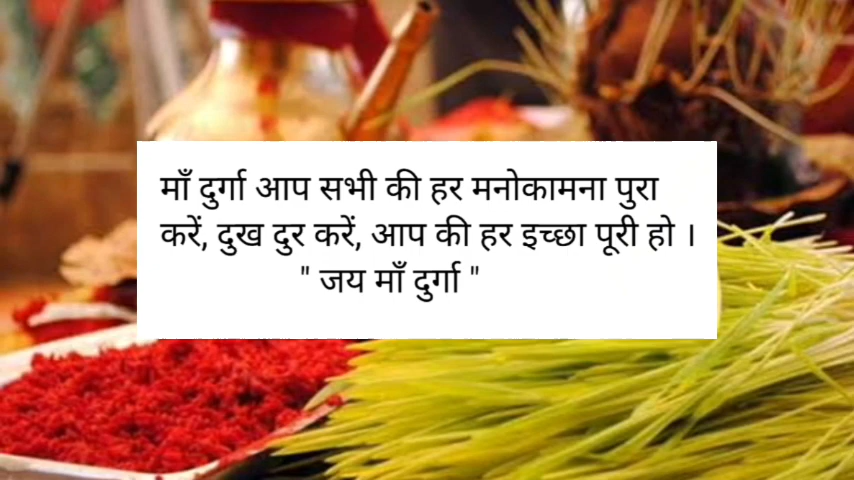 माँ दुर्गा आप सभी की हर मनोकामना पुरा
करें, दुख दुर करें, आप की हर इच्छा पूरी हो ।
" जय माँ दुर्गा "